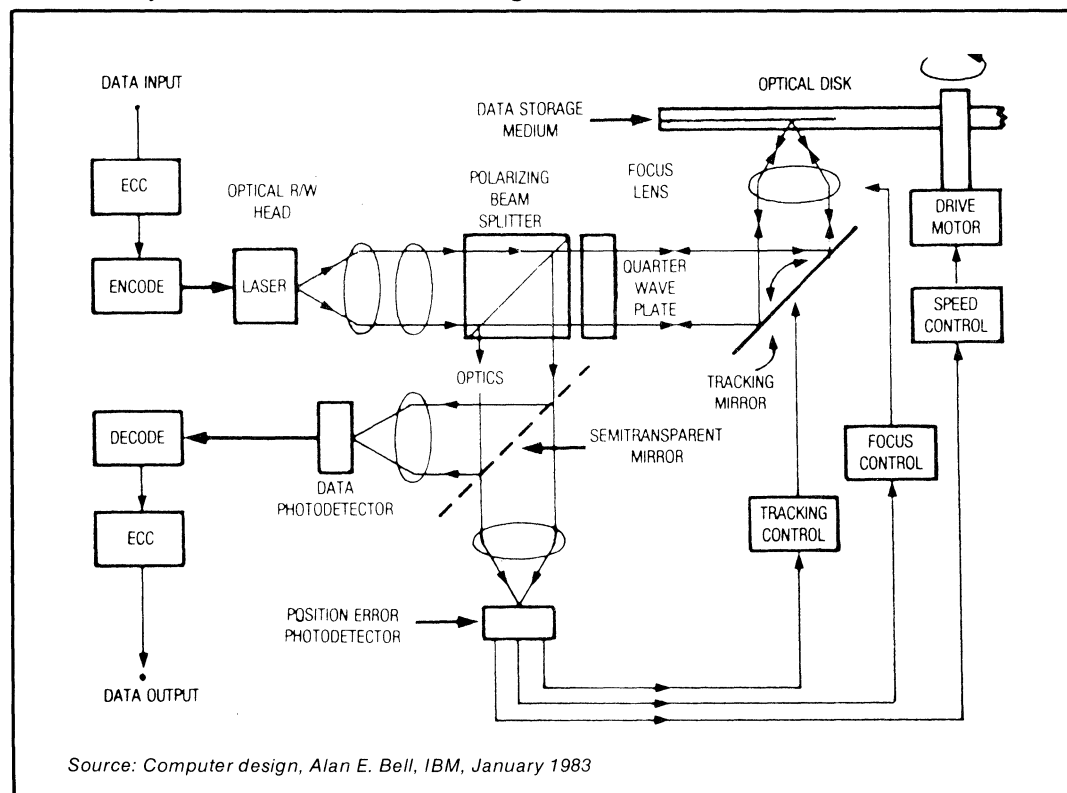 DATA INPUT
ECC
ENCODE
OPTICAL R/W
HEAD
LASER
POLARIZING
BEAM
SPLITTER
QUARTER
WAVE
PLATE
DATA STORAGE
MEDIUM
OPTICAL DISK
FOCUS
LENS
DRIVE
MOTOR
SPEED
CONTROL
TRACKING
MIRROR
OPTICS
SEMITRANSPARENT
MIRROR
FOCUS
CONTROL
TRACKING
CONTROL
DECODE
ECC
DATA OUTPUT
DATA
PHOTODETECTOR
POSITION ERROR
PHOTODETECTOR
Source: Computer design, Alan E. Bell, IBM, January 1983